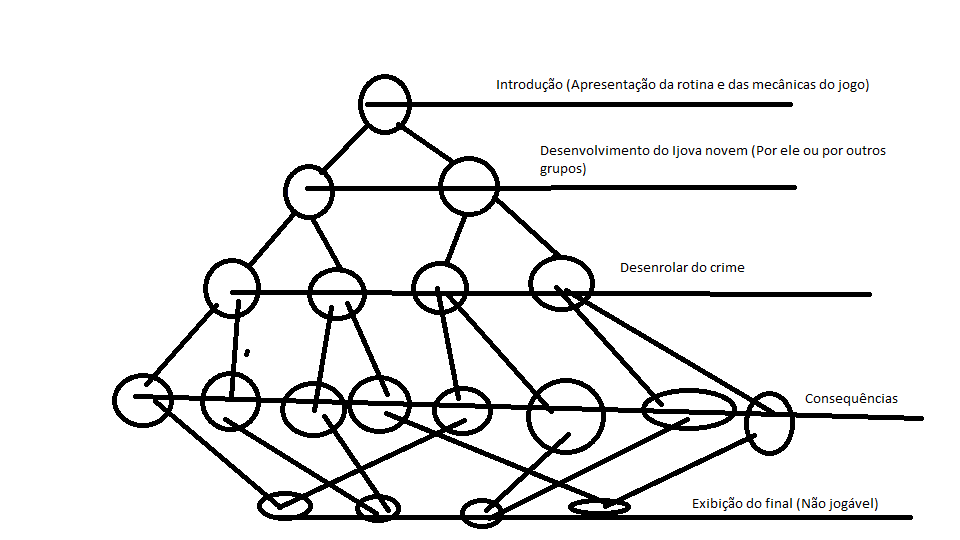 Introdução (Apresentação da rotina e das mecânicas do jogo)
Desenvolvimento do Ijova novem (Por ele ou por outros
grupos)
Desenrolar do crime
Consequências
Exibição do final (Não jogável)